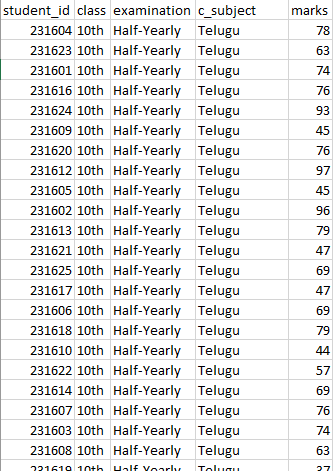 student_id class examination c_subject marks
231604 10th Half-Yearly Telugu 78
231623 10th Half-Yearly Telugu 63
231601 10th Half-Yearly Telugu 74
231616 10th Half-Yearly Telugu 76
231624 10th Half-Yearly Telugu 93
231609 10th Half-Yearly Telugu 45
231620 10th Half-Yearly Telugu 76
231612 10th Half-Yearly Telugu 97
231605 10th Half-Yearly Telugu 45
231602 10th Half-Yearly Telugu 96
231613 10th Half-Yearly Telugu 79
231621 10th Half-Yearly Telugu 47
231625 10th Half-Yearly Telugu 69
231617 10th Half-Yearly Telugu 47
231606 10th Half-Yearly Telugu 69
231618 10th Half-Yearly Telugu 79
231610 10th Half-Yearly Telugu 44
231622 10th Half-Yearly Telugu 57
231614 10th Half-Yearly Telugu 69
231607 10th Half-Yearly Telugu 76
231603 10th Half-Yearly Telugu 74
231608 10th Half-Yearly Telugu 63
231619 10th Half-Yearly Telugu 37